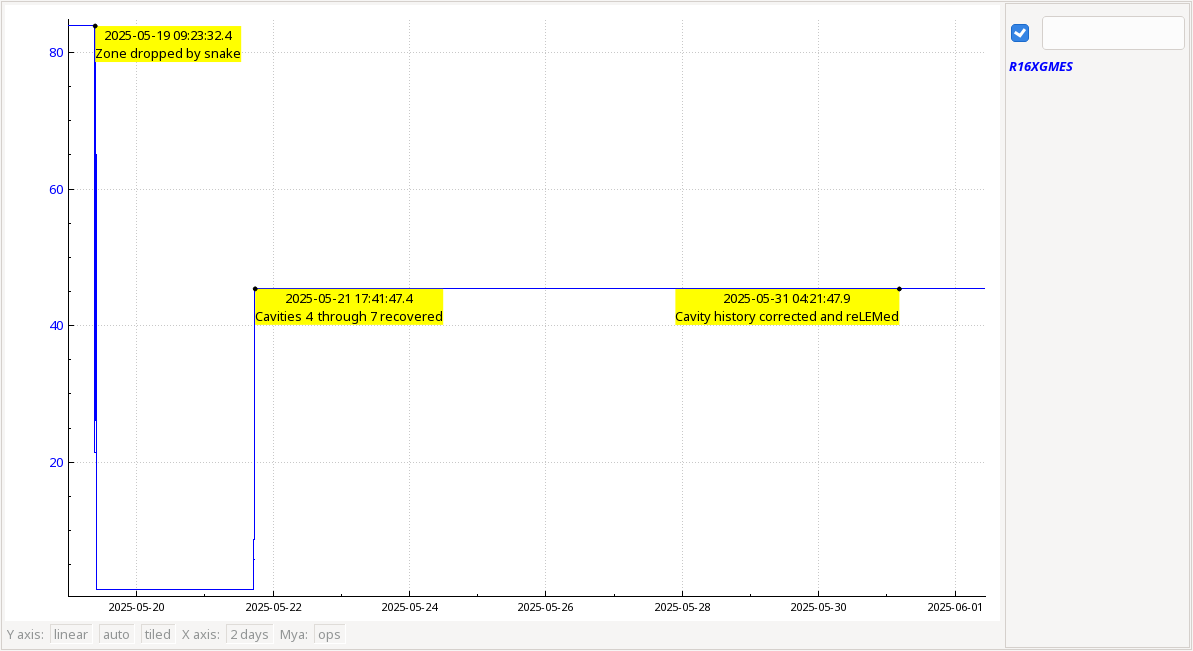 80
60
40
20
2025-05-19 09:23:32.4
Zone dropped by snake
2025-05-21 17:41:47.4
Cavities 4 through 7 recovered
2025-05-31 04:21:47.9
Cavity history corrected and reLEMed
2025-05-20
2025-05-22
2025-05-24
2025-05-26
2025-05-28
2025-05-30
2025-06-01
Y axis: linear auto tiled X axis: 2 days Mya: ops
R16XGMES